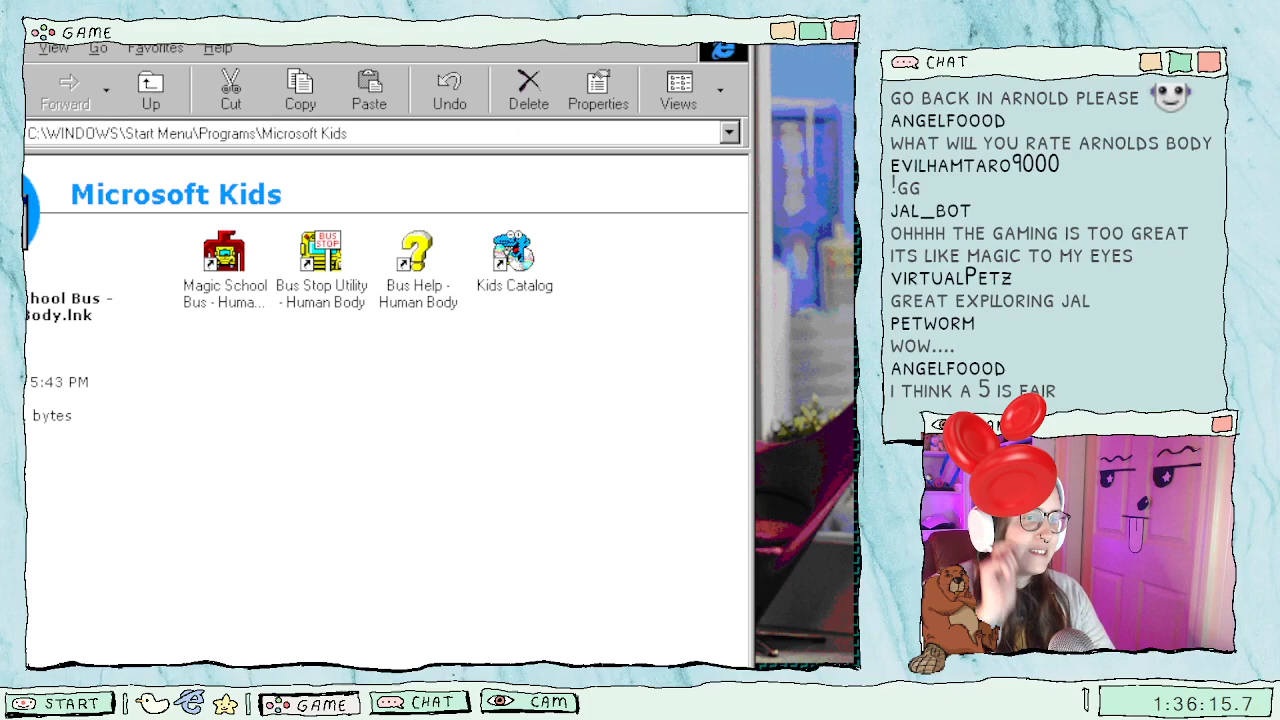 GAME
View Go Favorites Help
Forward Up Cut Copy Paste Undo Delete Properties Views
C:\WINDOWS\Start Menu\Programs\Microsoft Kids
Microsoft Kids
BUS STOP
Magic School Bus - Huma...
Bus Stop Utility - Human Body
Bus Help - Human Body
Kids Catalog
hool Bus -
Body.lnk
5:43 PM
bytes
CHAT
GO BACK IN ARNOLD PLEASE
ANGELFOOOD
WHAT WILL YOU RATE ARNOLDS BODY
EVILHAMTARO9000
!GG
JAL_BOT
OHHHH THE GAMING IS TOO GREAT
ITS LIKE MAGIC TO MY EYES
VIRTUALPETZ
GREAT EXPLLORING JAL
PETWORM
WOW....
ANGELFOOOD
I THINK A 5 IS FAIR
START GAME CHAT CAM 1:36:15.7